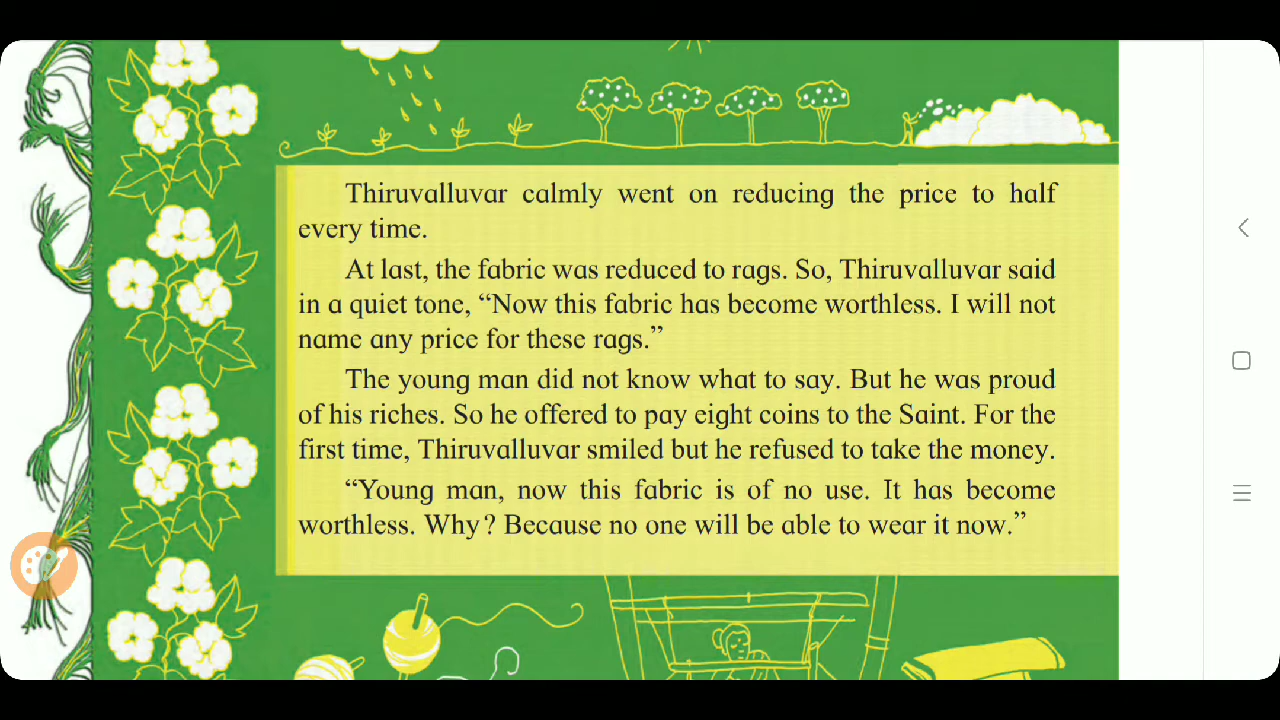 Thiruvalluvar calmly went on reducing the price to half
every time.
At last, the fabric was reduced to rags. So, Thiruvalluvar said
in a quiet tone, “Now this fabric has become worthless. I will not
name any price for these rags.”
The young man did not know what to say. But he was proud
of his riches. So he offered to pay eight coins to the Saint. For the
first time, Thiruvalluvar smiled but he refused to take the money.
“Young man, now this fabric is of no use. It has become
worthless. Why? Because no one will be able to wear it now.”